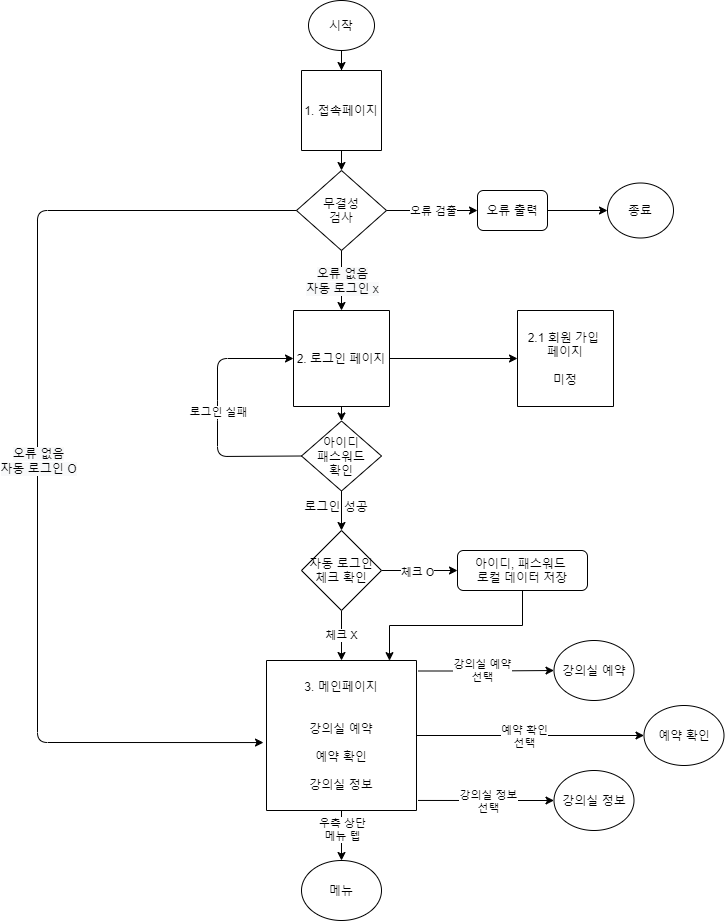 시작
1. 접속페이지
무결성
검사
오류 검출
오류 출력
종료
오류 없음
자동 로그인 x
2. 로그인 페이지
2.1 회원 가입
페이지
미정
로그인 실패
아이디
패스워드
확인
오류 없음
자동 로그인 O
로그인 성공
자동 로그인
체크 확인
체크 O
아이디, 패스워드
로컬 데이터 저장
체크 X
3. 메인페이지
강의실 예약
예약 확인
강의실 정보
강의실 예약
선택
강의실 예약
예약 확인
선택
예약 확인
강의실 정보
선택
강의실 정보
우측 상단
메뉴 텝
메뉴